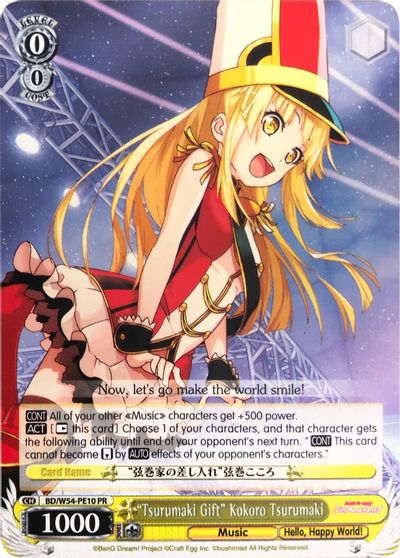 LEVEL
0
0
COST
Now, let's go make the world smile!
CONT All of your other «Music» characters get +500 power.
ACT [ this card] Choose 1 of your characters, and that character gets
the following ability until end of your opponent's next turn. "CONT This card
cannot become by AUTO effects of your opponent's characters."
Card Name "弦巻家の差し入れ"弦巻こころ
CH BD/W54-PE10 PR
"Tsurumaki Gift" Kokoro Tsurumaki
POWER 1000 SOUL
Music Hello, Happy World!
©BanG Dream! Project ©Craft Egg Inc. ©bushiroad All Rights Reserved.